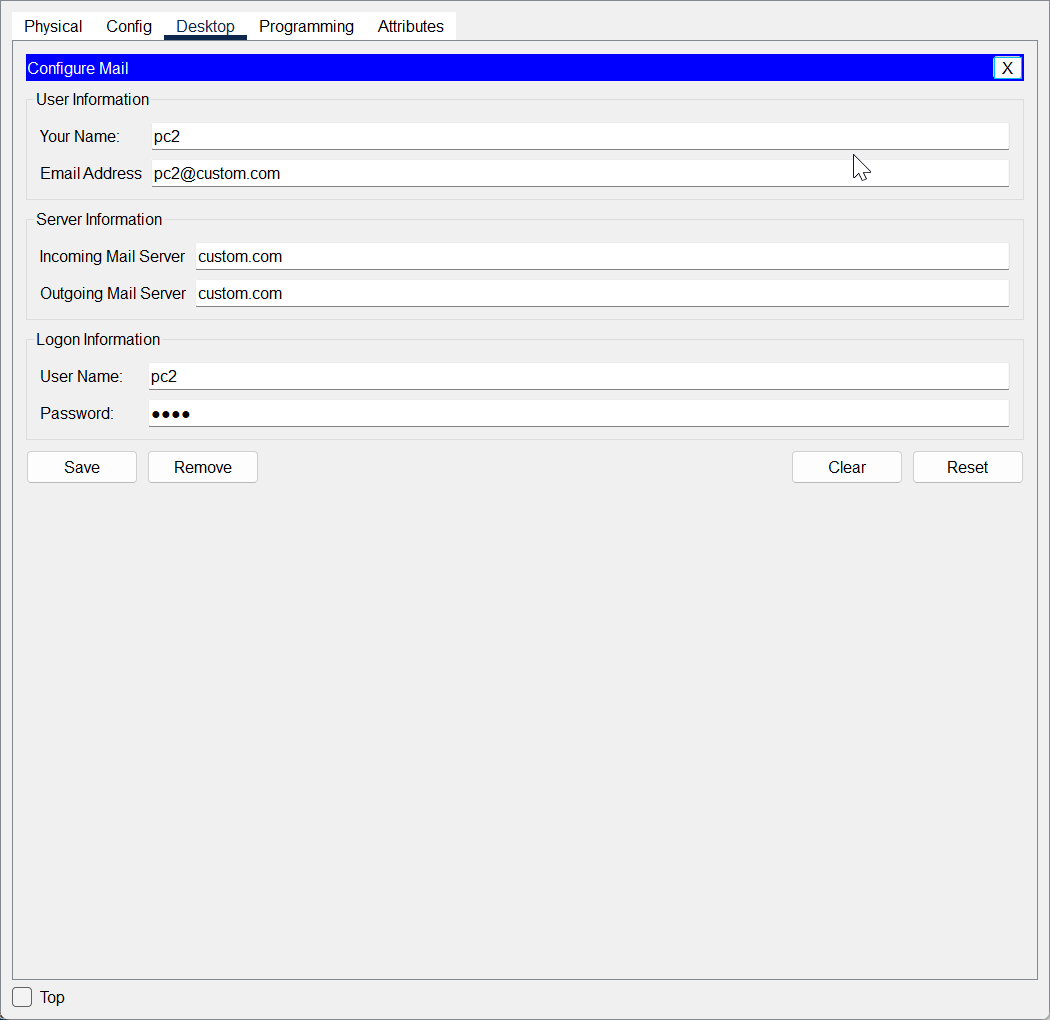 Physical Config Desktop Programming Attributes
Configure Mail X
User Information
Your Name: pc2
Email Address pc2@custom.com
Server Information
Incoming Mail Server custom.com
Outgoing Mail Server custom.com
Logon Information
User Name: pc2
Password: ●●●●
Save Remove Clear Reset
Top